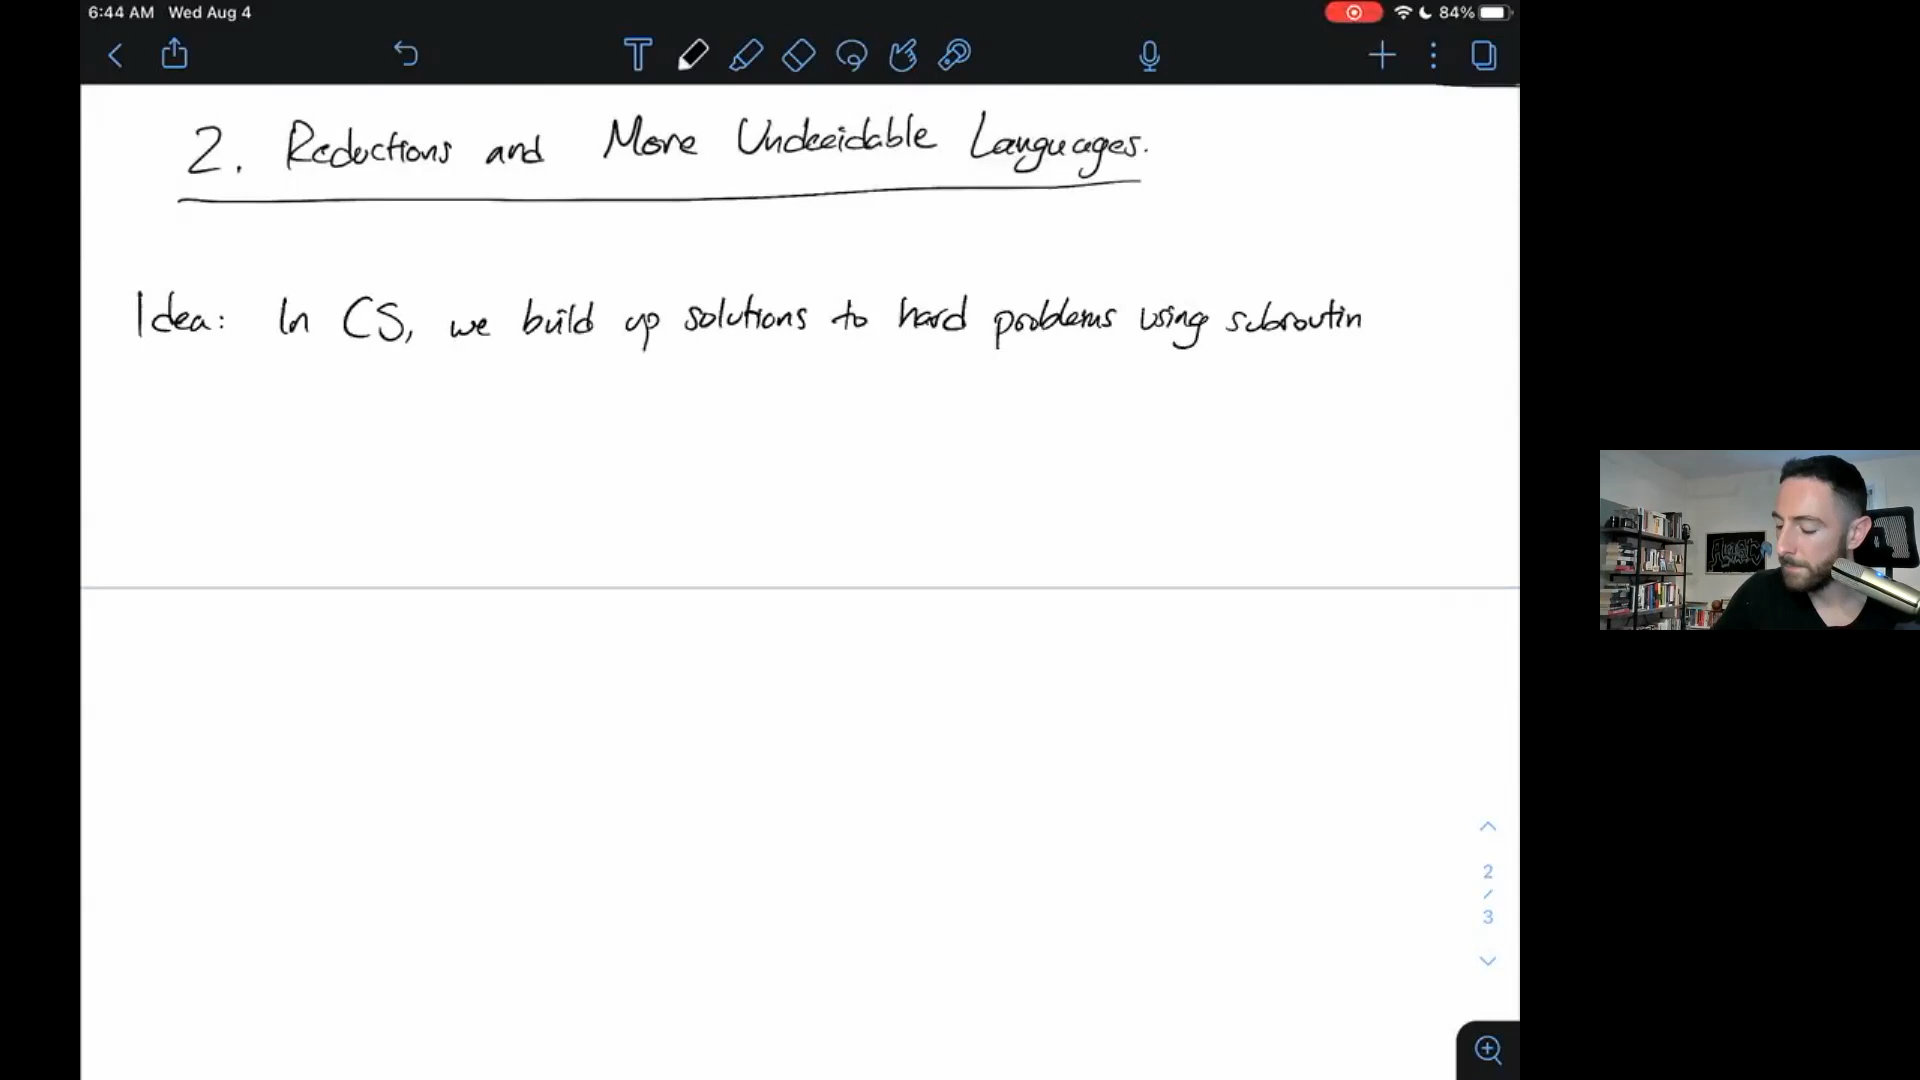 6:44 AM Wed Aug 4
84%
2. Reductions and More Undecidable Languages.
Idea: In CS, we build up solutions to hard problems using subroutin
2
/
3